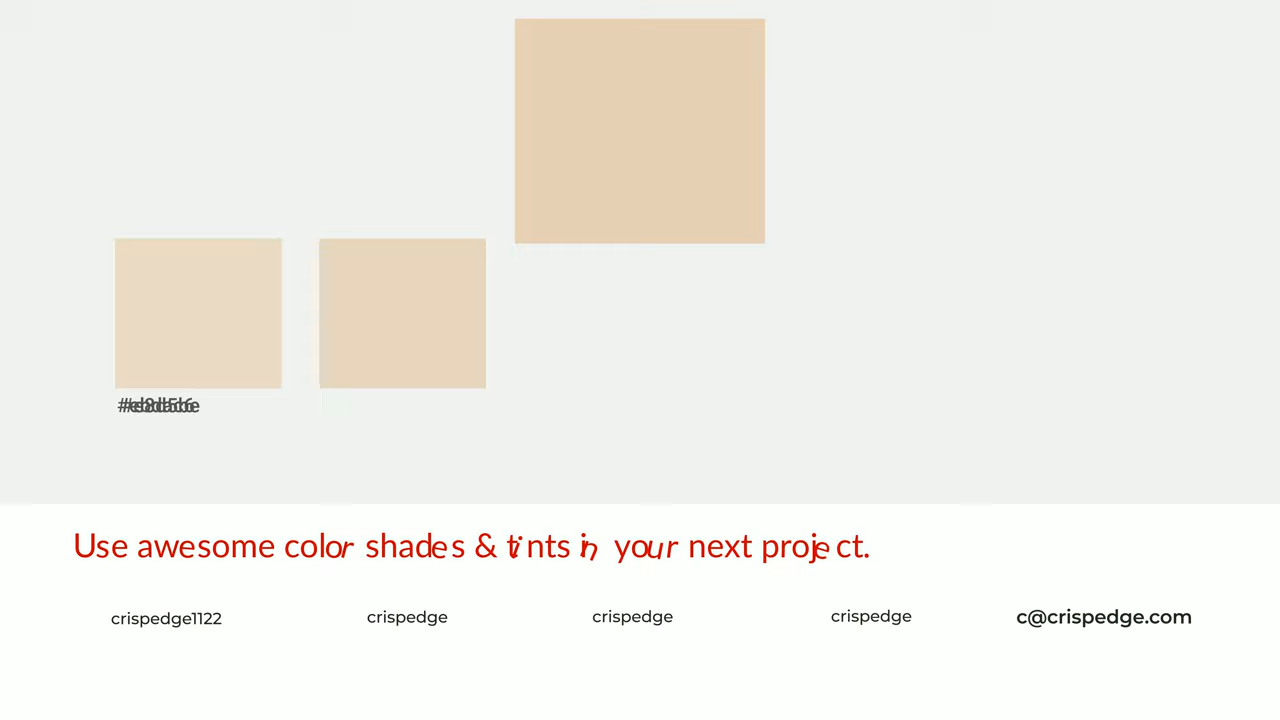 Use awesome color shades & tints in your next project.
crispedge1122 crispedge crispedge crispedge c@crispedge.com